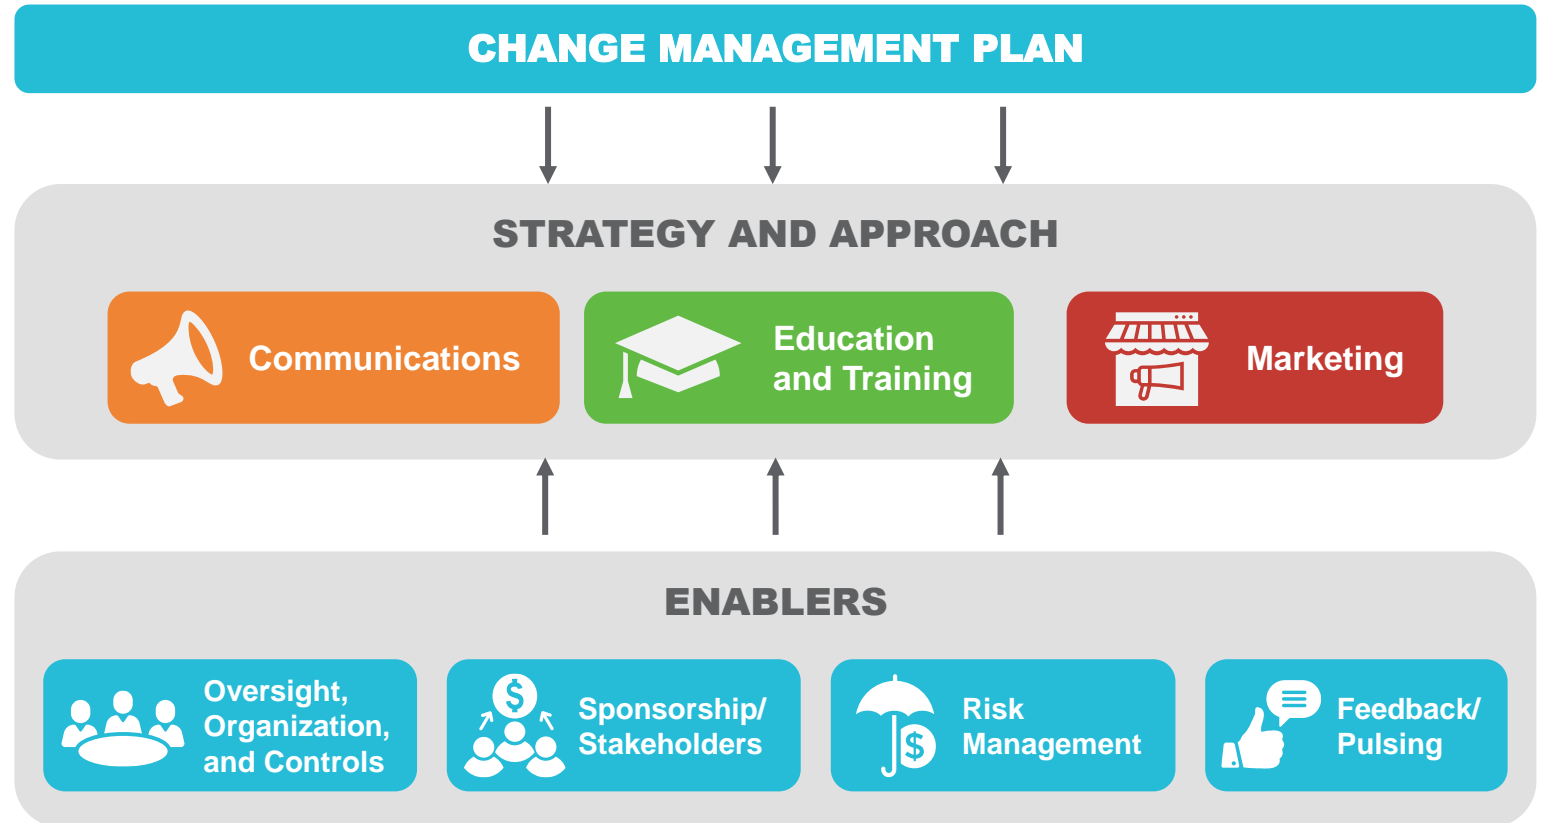 CHANGE MANAGEMENT PLAN
STRATEGY AND APPROACH
Communications
Education
and Training
Marketing
ENABLERS
Oversight,
Organization,
and Controls
$
Sponsorship/
Stakeholders
$
Risk
Management
Feedback/
Pulsing